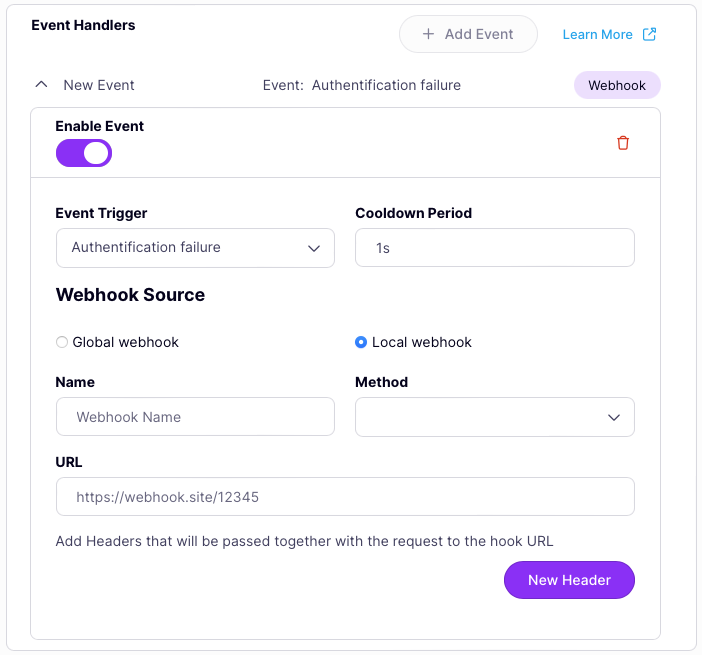 Event Handlers
+ Add Event
Learn More
New Event
Event: Authentification failure
Webhook
Enable Event
Event Trigger
Cooldown Period
Authentification failure
1s
Webhook Source
Global webhook
Local webhook
Name
Method
Webhook Name
URL
https://webhook.site/12345
Add Headers that will be passed together with the request to the hook URL
New Header